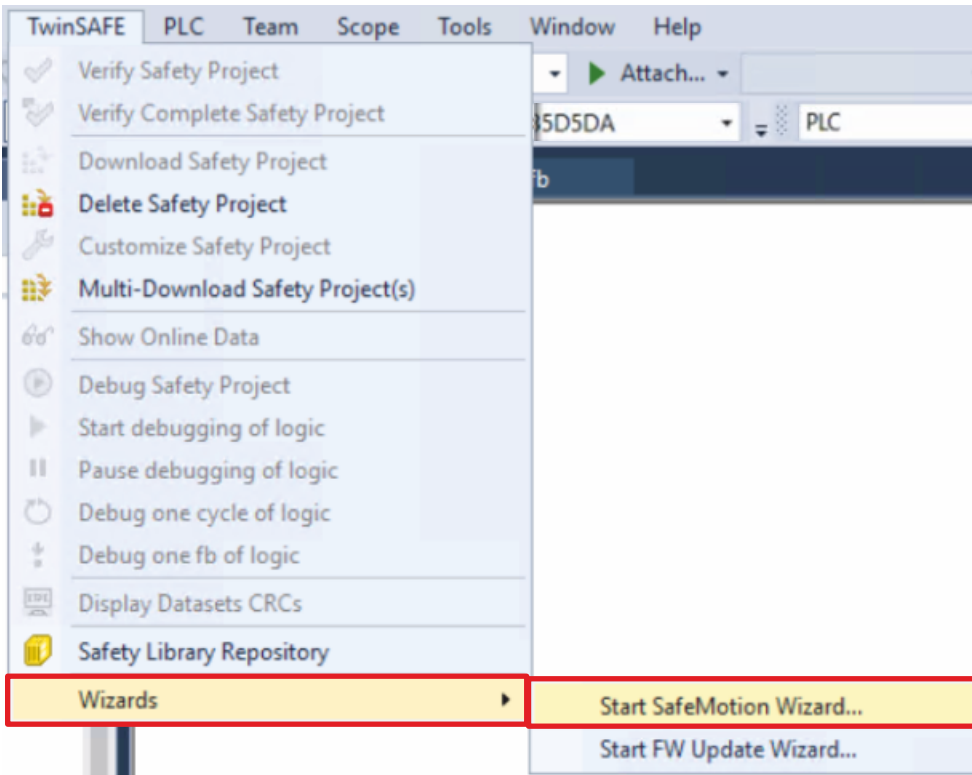 TwinSAFE PLC Team Scope Tools Window Help
Verify Safety Project
Attach...
Verify Complete Safety Project
35D5DA
PLC
Download Safety Project
fb
Delete Safety Project
Customize Safety Project
Multi-Download Safety Project(s)
Show Online Data
Debug Safety Project
Start debugging of logic
Pause debugging of logic
Debug one cycle of logic
Debug one fb of logic
Display Datasets CRCs
Safety Library Repository
Wizards
Start SafeMotion Wizard...
Start FW Update Wizard...